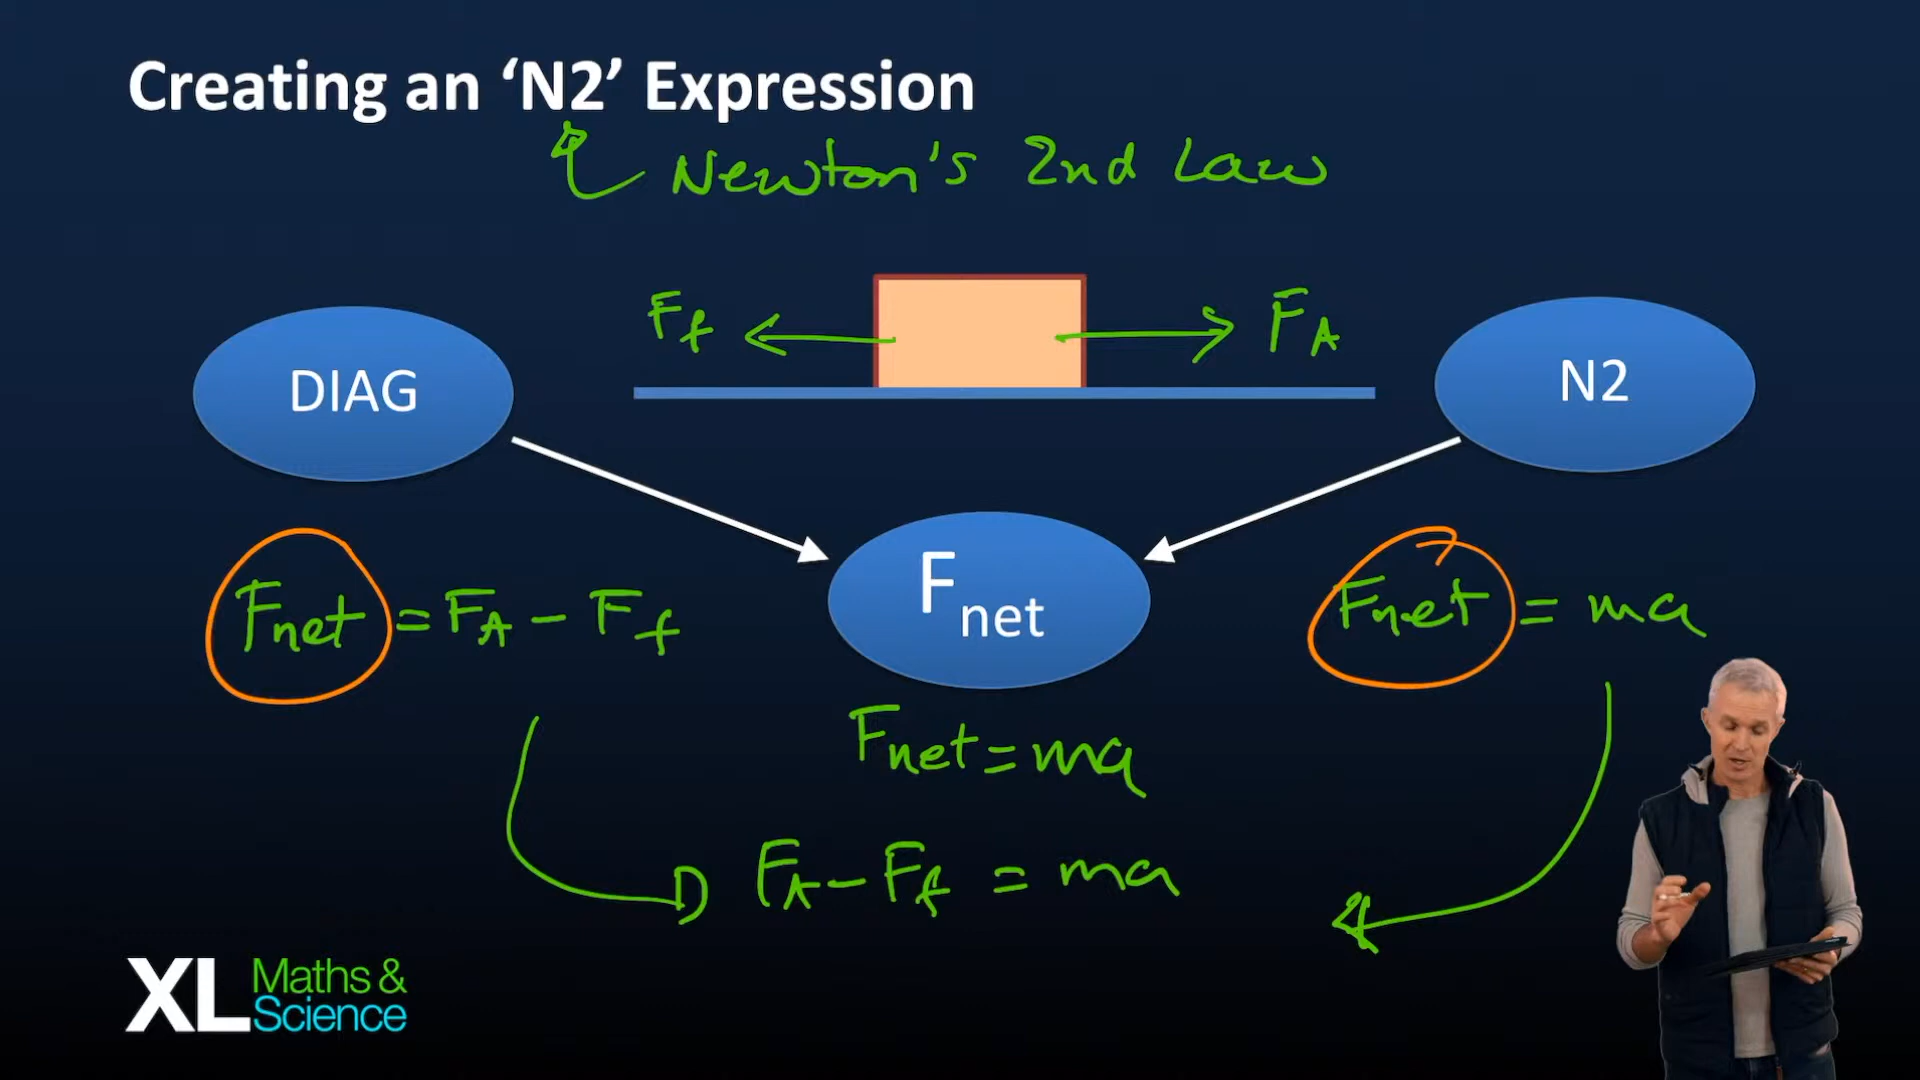 Creating an ‘N2’ Expression
Newton's 2nd Law
Ff
FA
DIAG
N2
Fnet
Fnet = FA - Ff
Fnet = ma
Fnet = ma
FA - Ff = ma
XL Maths &
Science